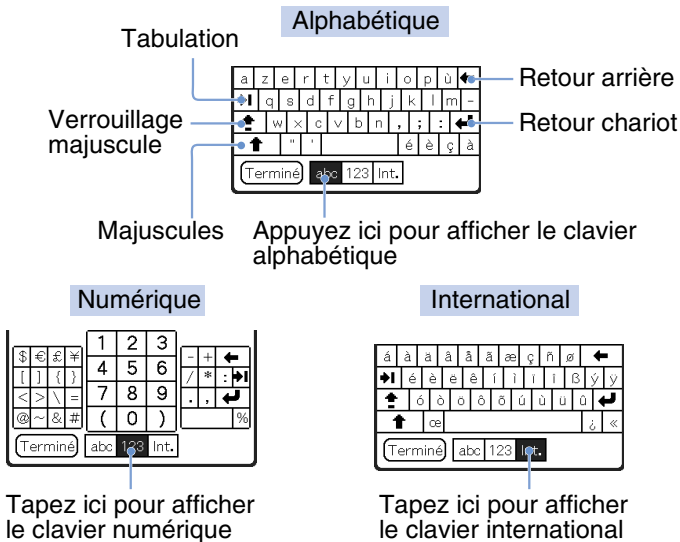 Alphabétique
Tabulation
Retour arrière
Verrouillage
majuscule
Retour chariot
a z e r t y u i o p ù
q s d f g h j k l m -
w x c v b n , ; :
" ' é è ç à
Terminé abc 123 Int.
Majuscules
Appuyez ici pour afficher le clavier
alphabétique
Numérique
$ € £ ¥ 1 2 3 - +
[ ] { } 4 5 6 / * :
< > \ = 7 8 9 . ,
@ ~ & # ( 0 ) %
Terminé abc 123 Int.
Tapez ici pour afficher
le clavier numérique
International
á à ä â å ã æ ç ñ ø
é è ë ê í ì ï î ß ý ÿ
ó ò ö ô õ ú ù ü û
œ ¿ «
Terminé abc 123 Int.
Tapez ici pour afficher
le clavier international